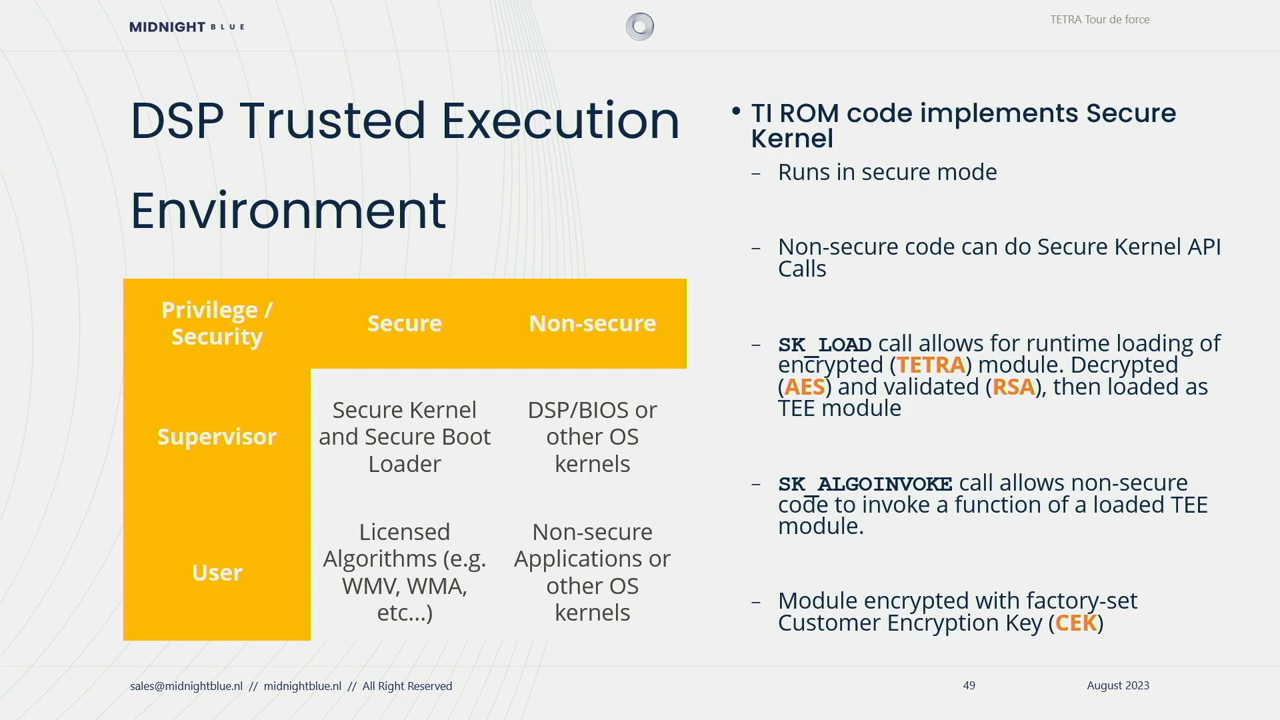 MIDNIGHT BLUE
TETRA Tour de force
DSP Trusted Execution
Environment
Privilege /
Security
Secure
Non-secure
Supervisor
Secure Kernel
and Secure Boot
Loader
DSP/BIOS or
other OS
kernels
User
Licensed
Algorithms (e.g.
WMV, WMA,
etc...)
Non-secure
Applications or
other OS
kernels
• TI ROM code implements Secure
Kernel
– Runs in secure mode
– Non-secure code can do Secure Kernel API
Calls
– SK_LOAD call allows for runtime loading of
encrypted (TETRA) module. Decrypted
(AES) and validated (RSA), then loaded as
TEE module
– SK_ALGOINVOKE call allows non-secure
code to invoke a function of a loaded TEE
module.
– Module encrypted with factory-set
Customer Encryption Key (CEK)
sales@midnightblue.nl // midnightblue.nl // All Right Reserved
49
August 2023